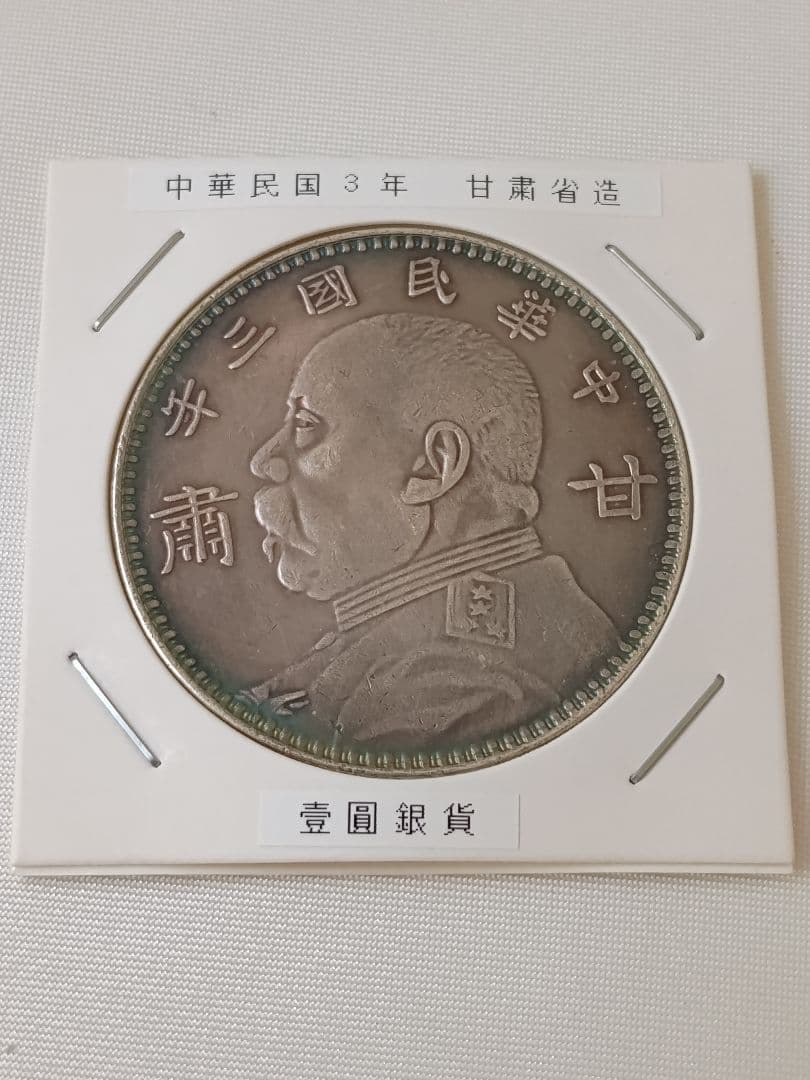 中華民国3年 甘肅省造
中華民國三年
甘肅
壹圓銀貨